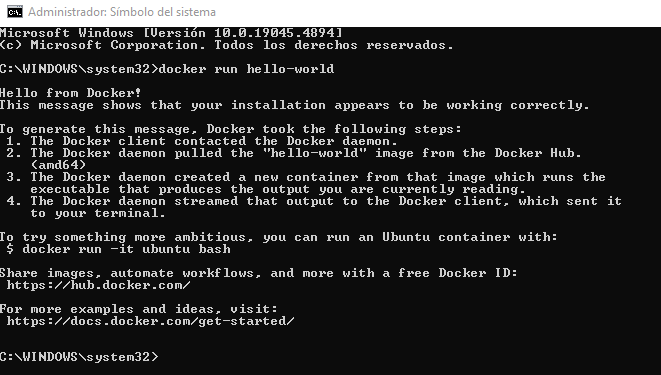 Administrador: Símbolo del sistema
Microsoft Windows [Versión 10.0.19045.4894]
(c) Microsoft Corporation. Todos los derechos reservados.
C:\WINDOWS\system32>docker run hello-world
Hello from Docker!
This message shows that your installation appears to be working correctly.
To generate this message, Docker took the following steps:
1. The Docker client contacted the Docker daemon.
2. The Docker daemon pulled the "hello-world" image from the Docker Hub.
(amd64)
3. The Docker daemon created a new container from that image which runs the
executable that produces the output you are currently reading.
4. The Docker daemon streamed that output to the Docker client, which sent it
to your terminal.
To try something more ambitious, you can run an Ubuntu container with:
$ docker run -it ubuntu bash
Share images, automate workflows, and more with a free Docker ID:
https://hub.docker.com/
For more examples and ideas, visit:
https://docs.docker.com/get-started/
C:\WINDOWS\system32>